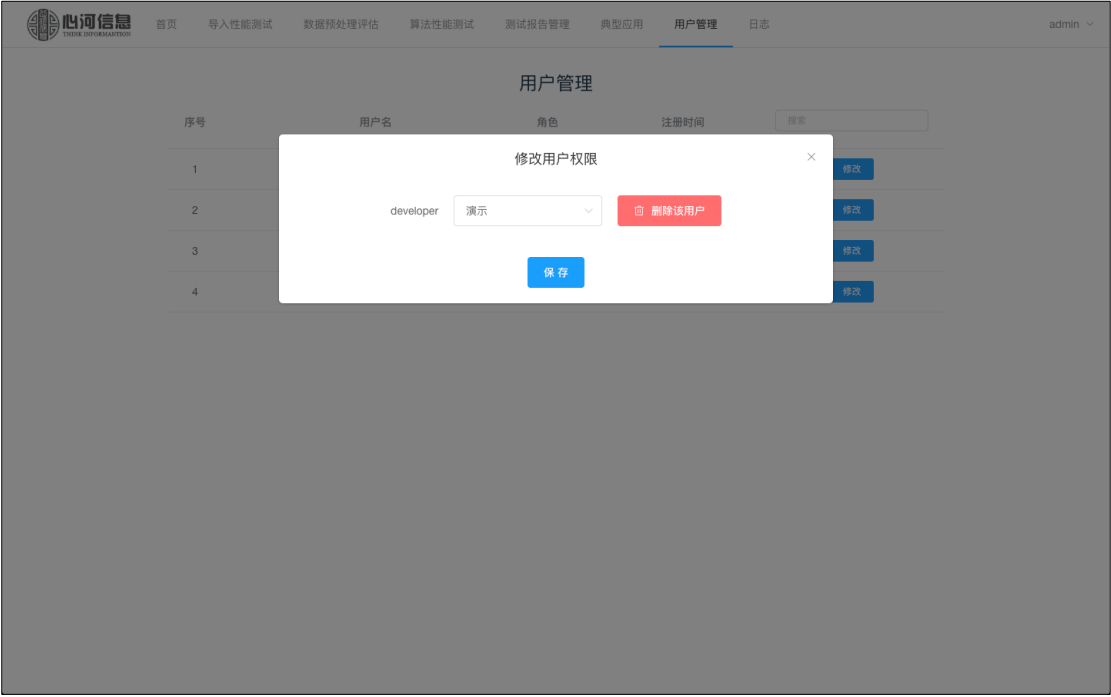 心河信息
THINK INFORMANTION
首页 导入性能测试 数据预处理评估 算法性能测试 测试报告管理 典型应用 用户管理 日志 admin
用户管理
序号 用户名 角色 注册时间 搜索
修改用户权限
1 修改
developer 演示 删除该用户
2 修改
3 修改
保存
4 修改